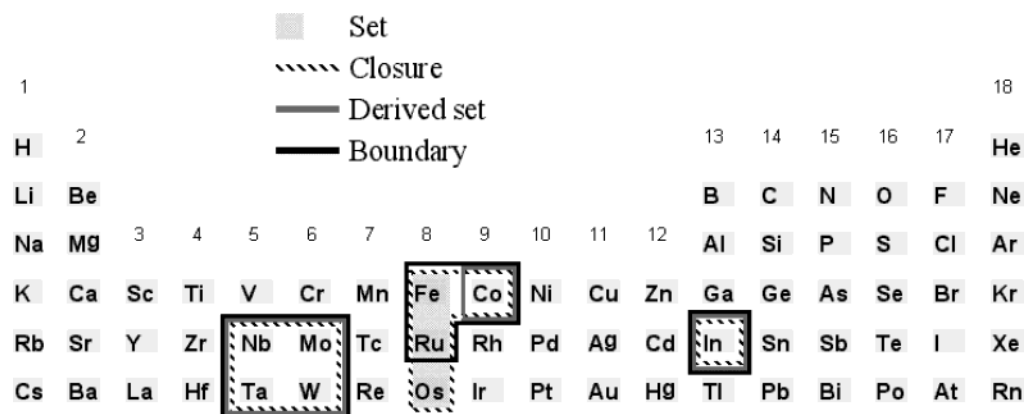 Set
Closure
Derived set
Boundary
1 18
H 2 13 14 15 16 17 He
Li Be B C N O F Ne
Na Mg 3 4 5 6 7 8 9 10 11 12 Al Si P S Cl Ar
K Ca Sc Ti V Cr Mn Fe Co Ni Cu Zn Ga Ge As Se Br Kr
Rb Sr Y Zr Nb Mo Tc Ru Rh Pd Ag Cd In Sn Sb Te I Xe
Cs Ba La Hf Ta W Re Os Ir Pt Au Hg Tl Pb Bi Po At Rn